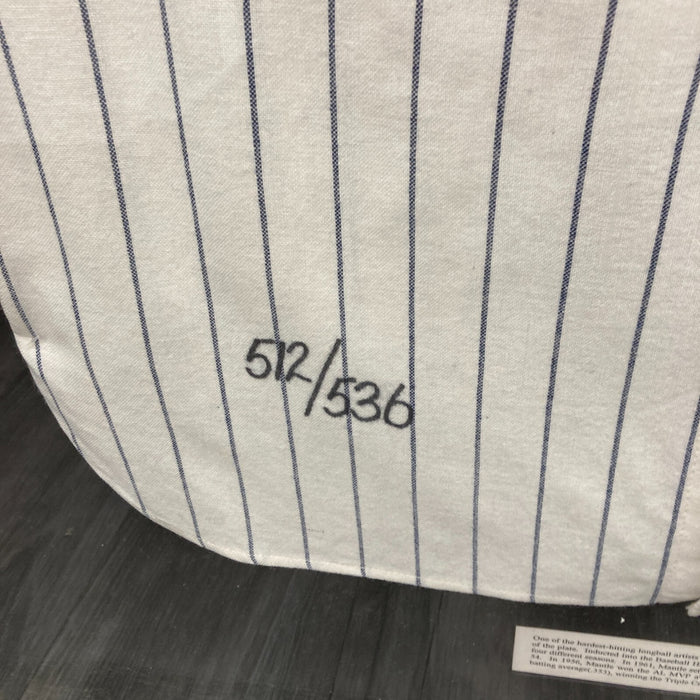 512/536
One of the hardest-hitting longball artists
of the plate. Inducted into the Baseball H
four different seasons. In 1961, Mantle set
54. In 1956, Mantle won the AL MVP
batting average(.353), winning the Triple